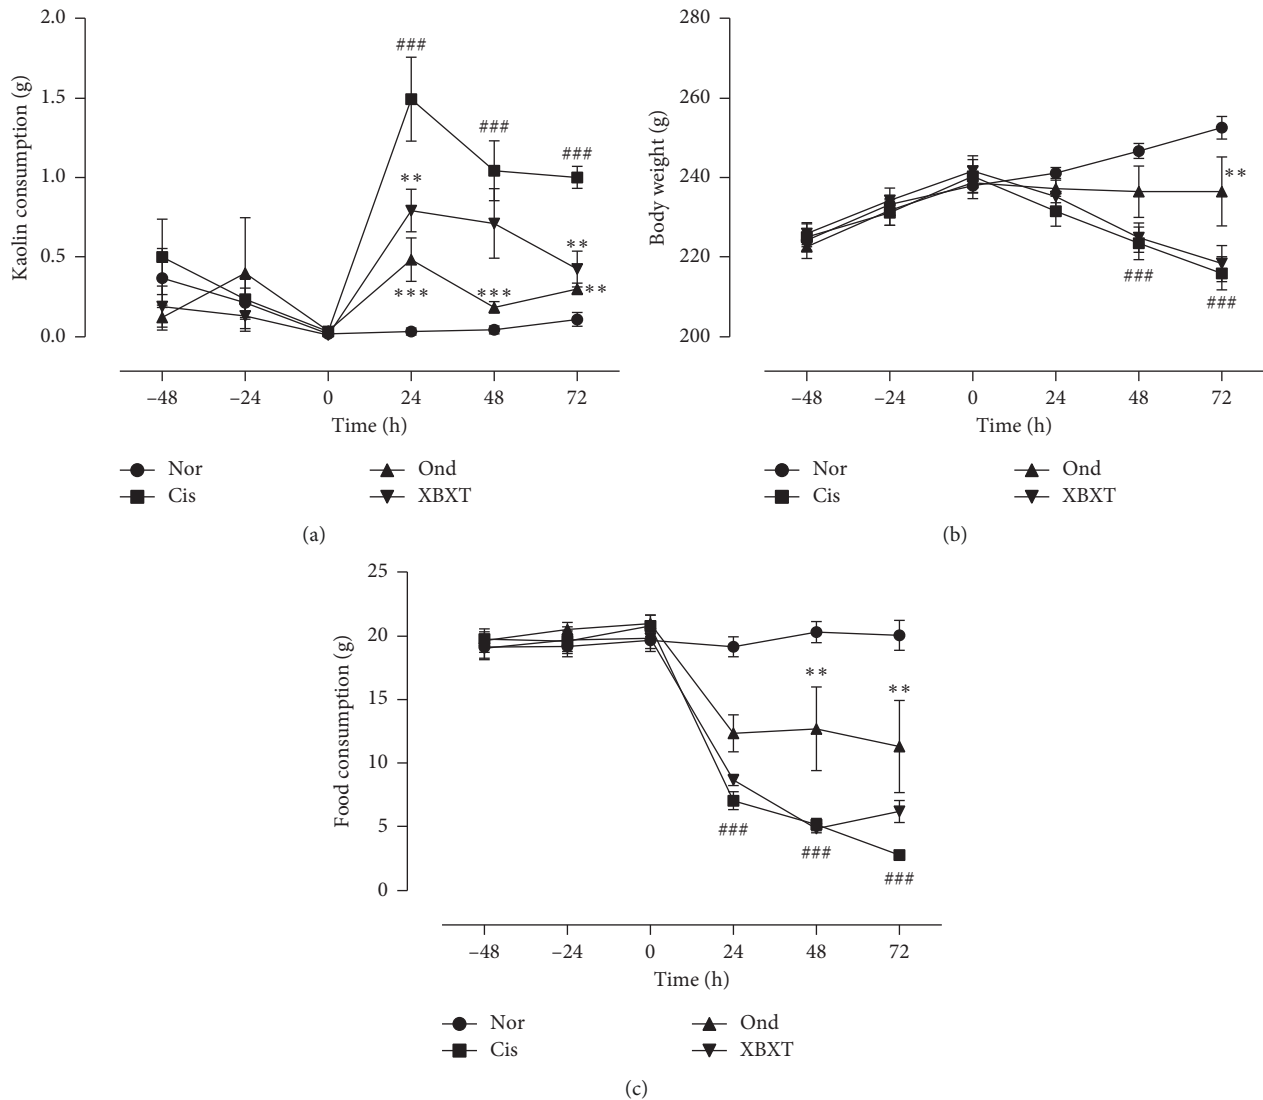 Kaolin consumption (g)
2.0
1.5
1.0
0.5
0.0
###
###
###
**
**
***
***
**
−48 −24 0 24 48 72
Time (h)
Nor Ond
Cis XBXT
(a)
Body weight (g)
280
260
240
220
200
**
###
###
−48 −24 0 24 48 72
Time (h)
Nor Ond
Cis XBXT
(b)
Food consumption (g)
25
20
15
10
5
0
**
**
###
###
###
−48 −24 0 24 48 72
Time (h)
Nor Ond
Cis XBXT
(c)